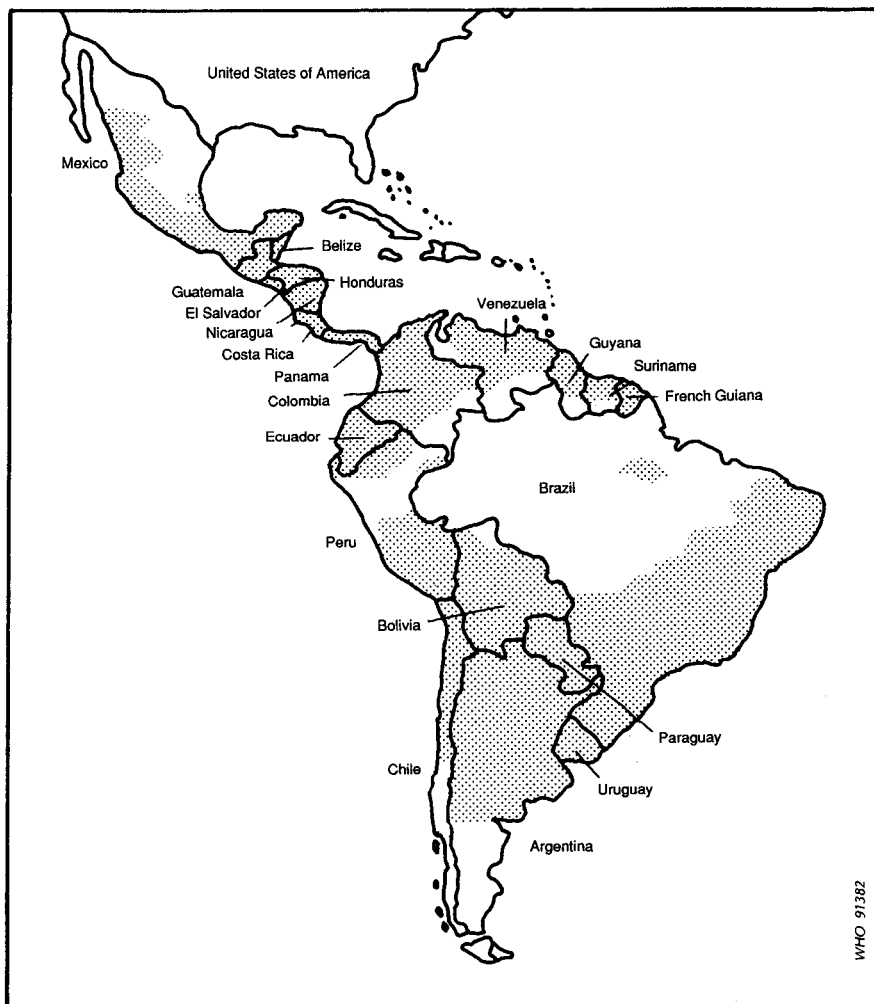 United States of America
Mexico
Belize
Honduras
Guatemala
El Salvador
Nicaragua
Costa Rica
Panama
Colombia
Venezuela
Guyana
Suriname
French Guiana
Ecuador
Brazil
Peru
Bolivia
Paraguay
Chile
Uruguay
Argentina
WHO 91382